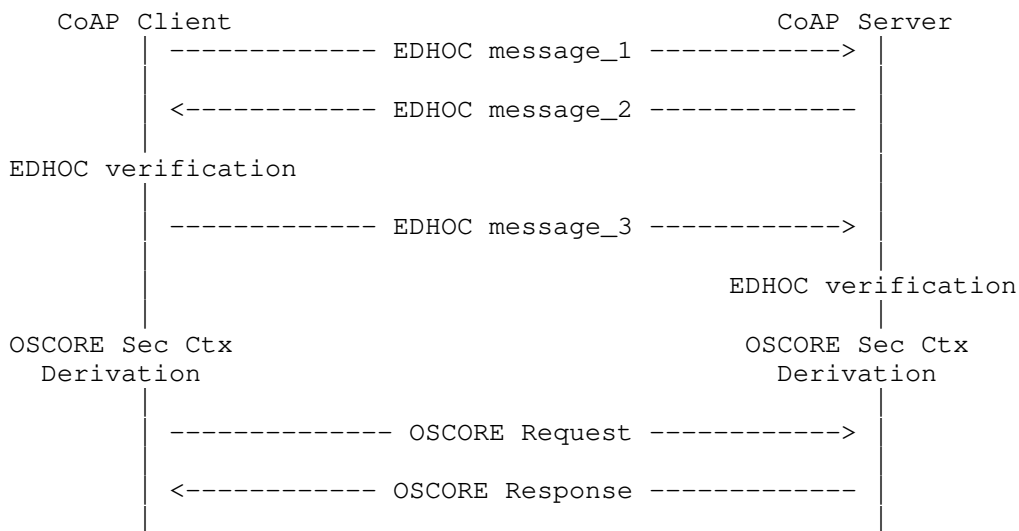 CoAP Client CoAP Server
------------- EDHOC message_1 ------------>
<------------ EDHOC message_2 -------------
EDHOC verification
------------- EDHOC message_3 ------------>
EDHOC verification
OSCORE Sec Ctx OSCORE Sec Ctx
Derivation Derivation
-------------- OSCORE Request ------------>
<------------ OSCORE Response -------------